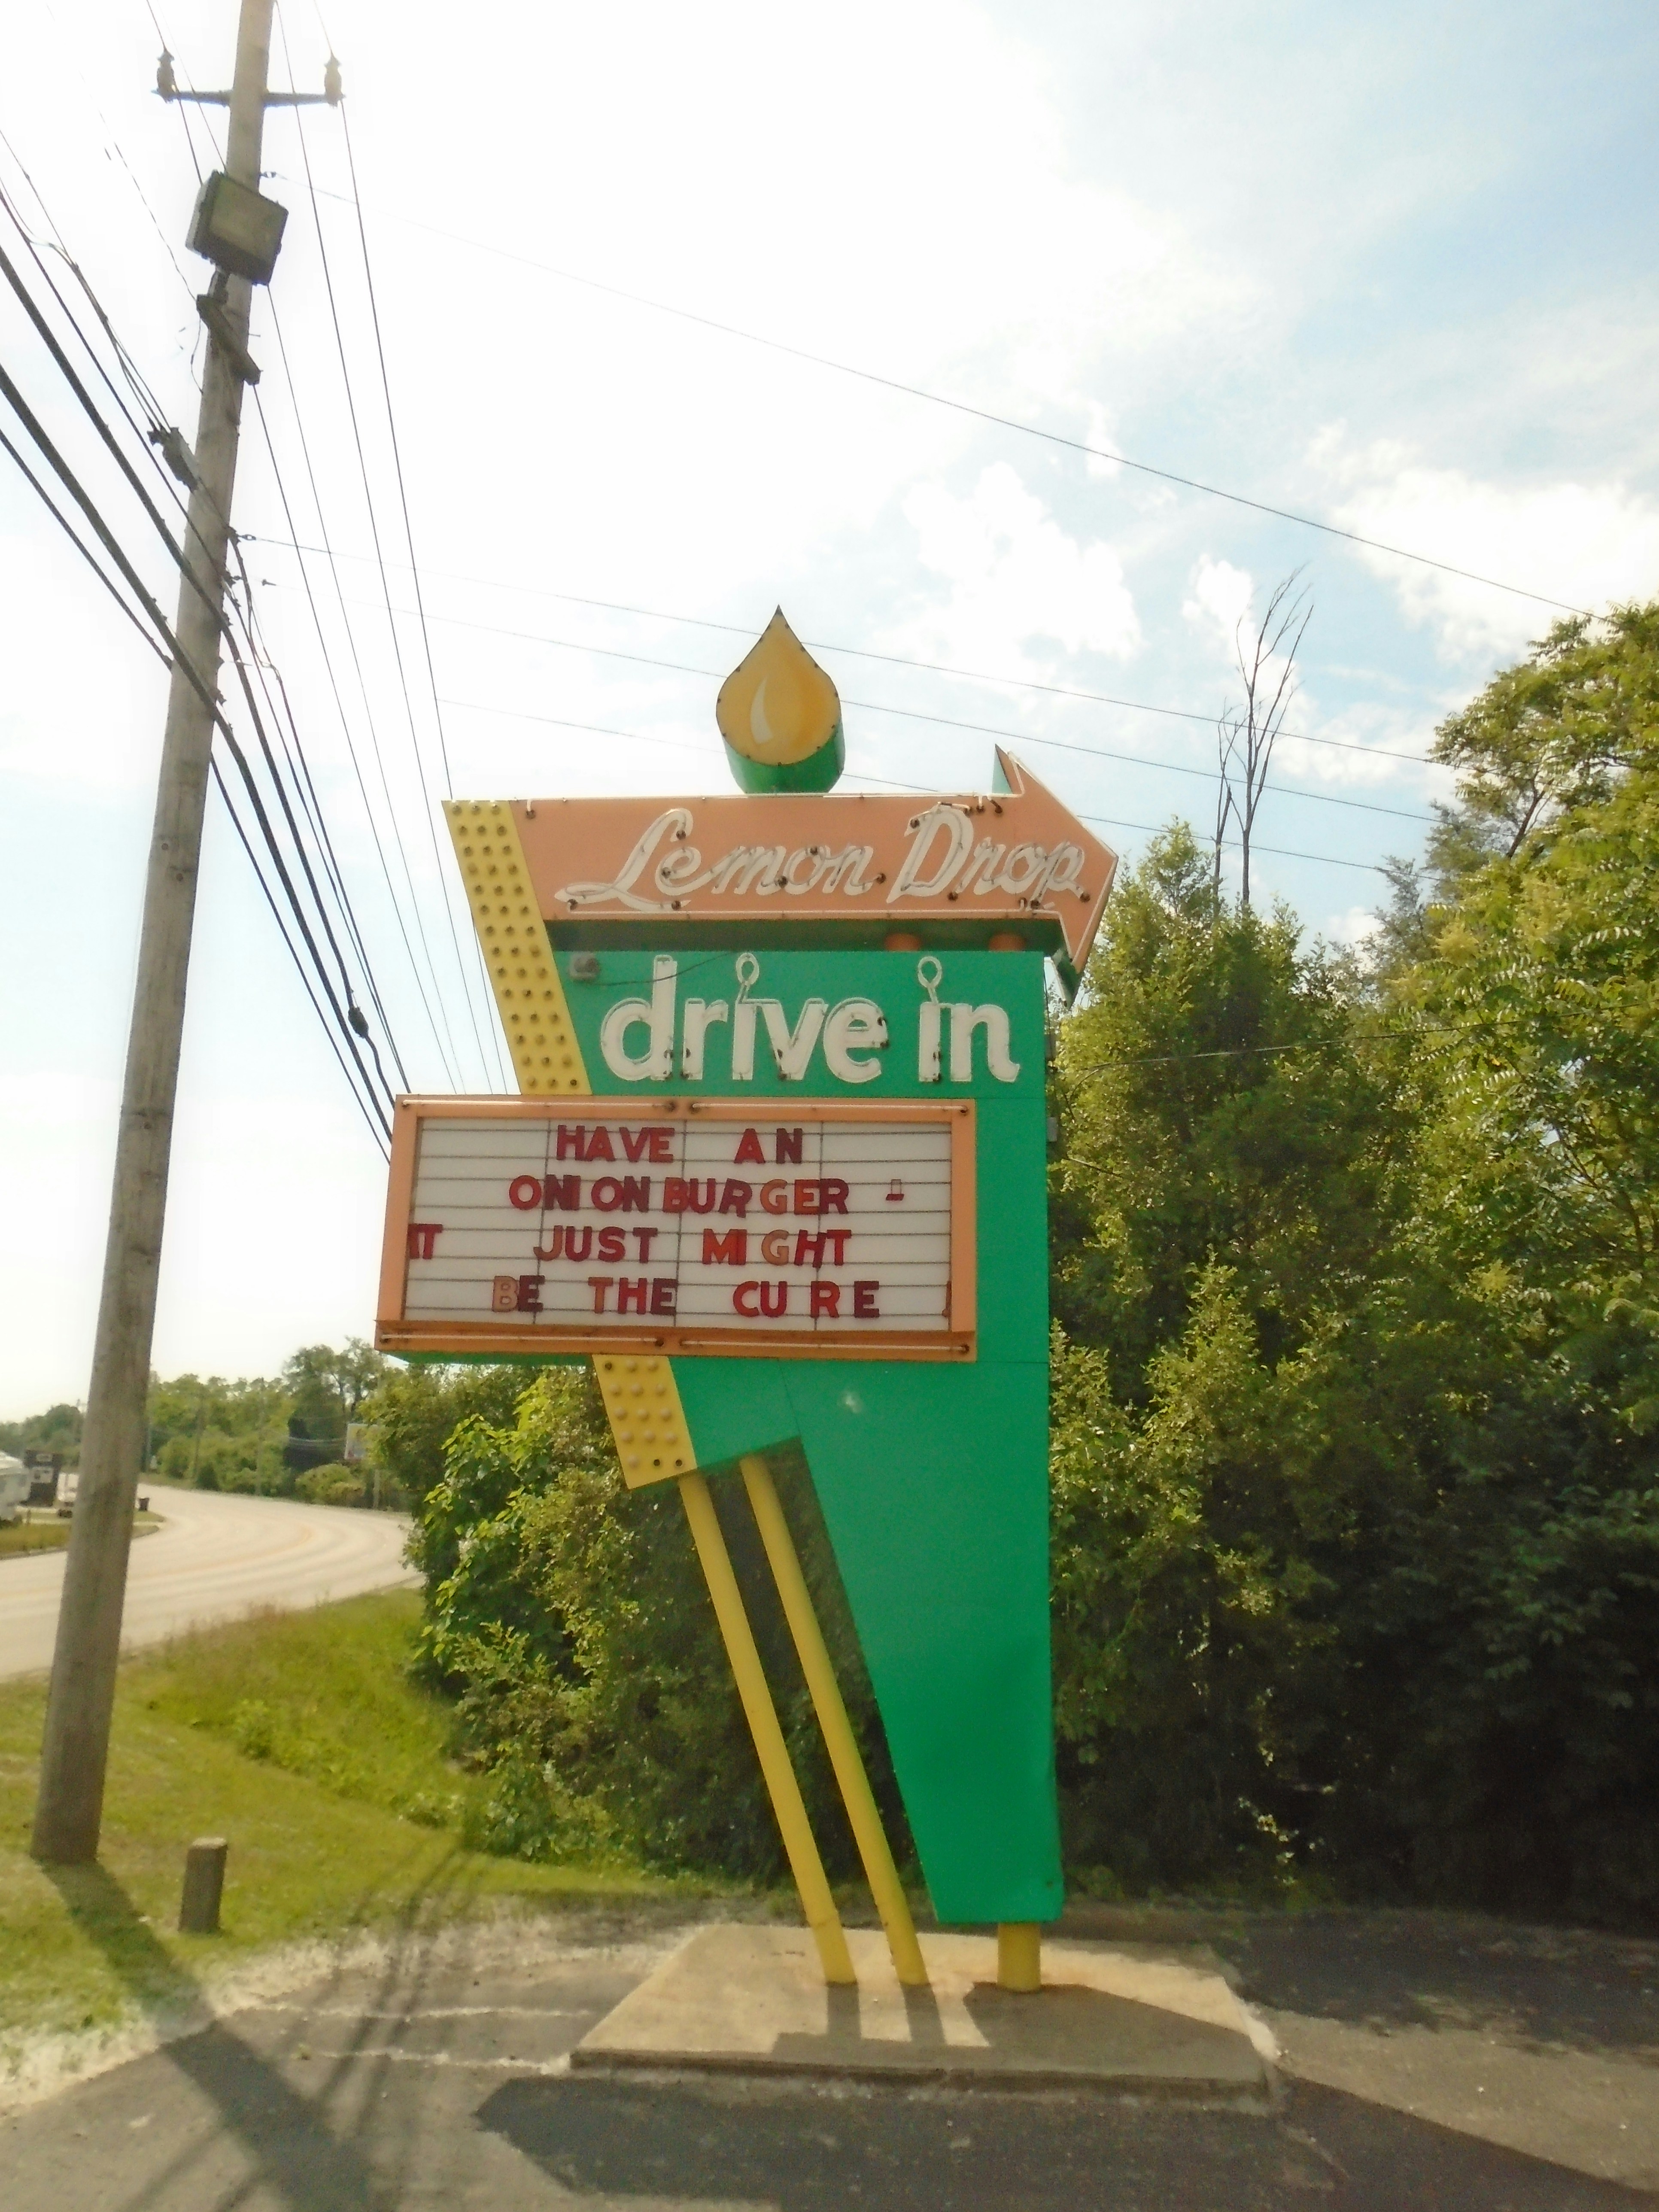 Lemon Drop
drive in
HAVE AN
ONION BURGER -
IT JUST MIGHT
BE THE CURE !